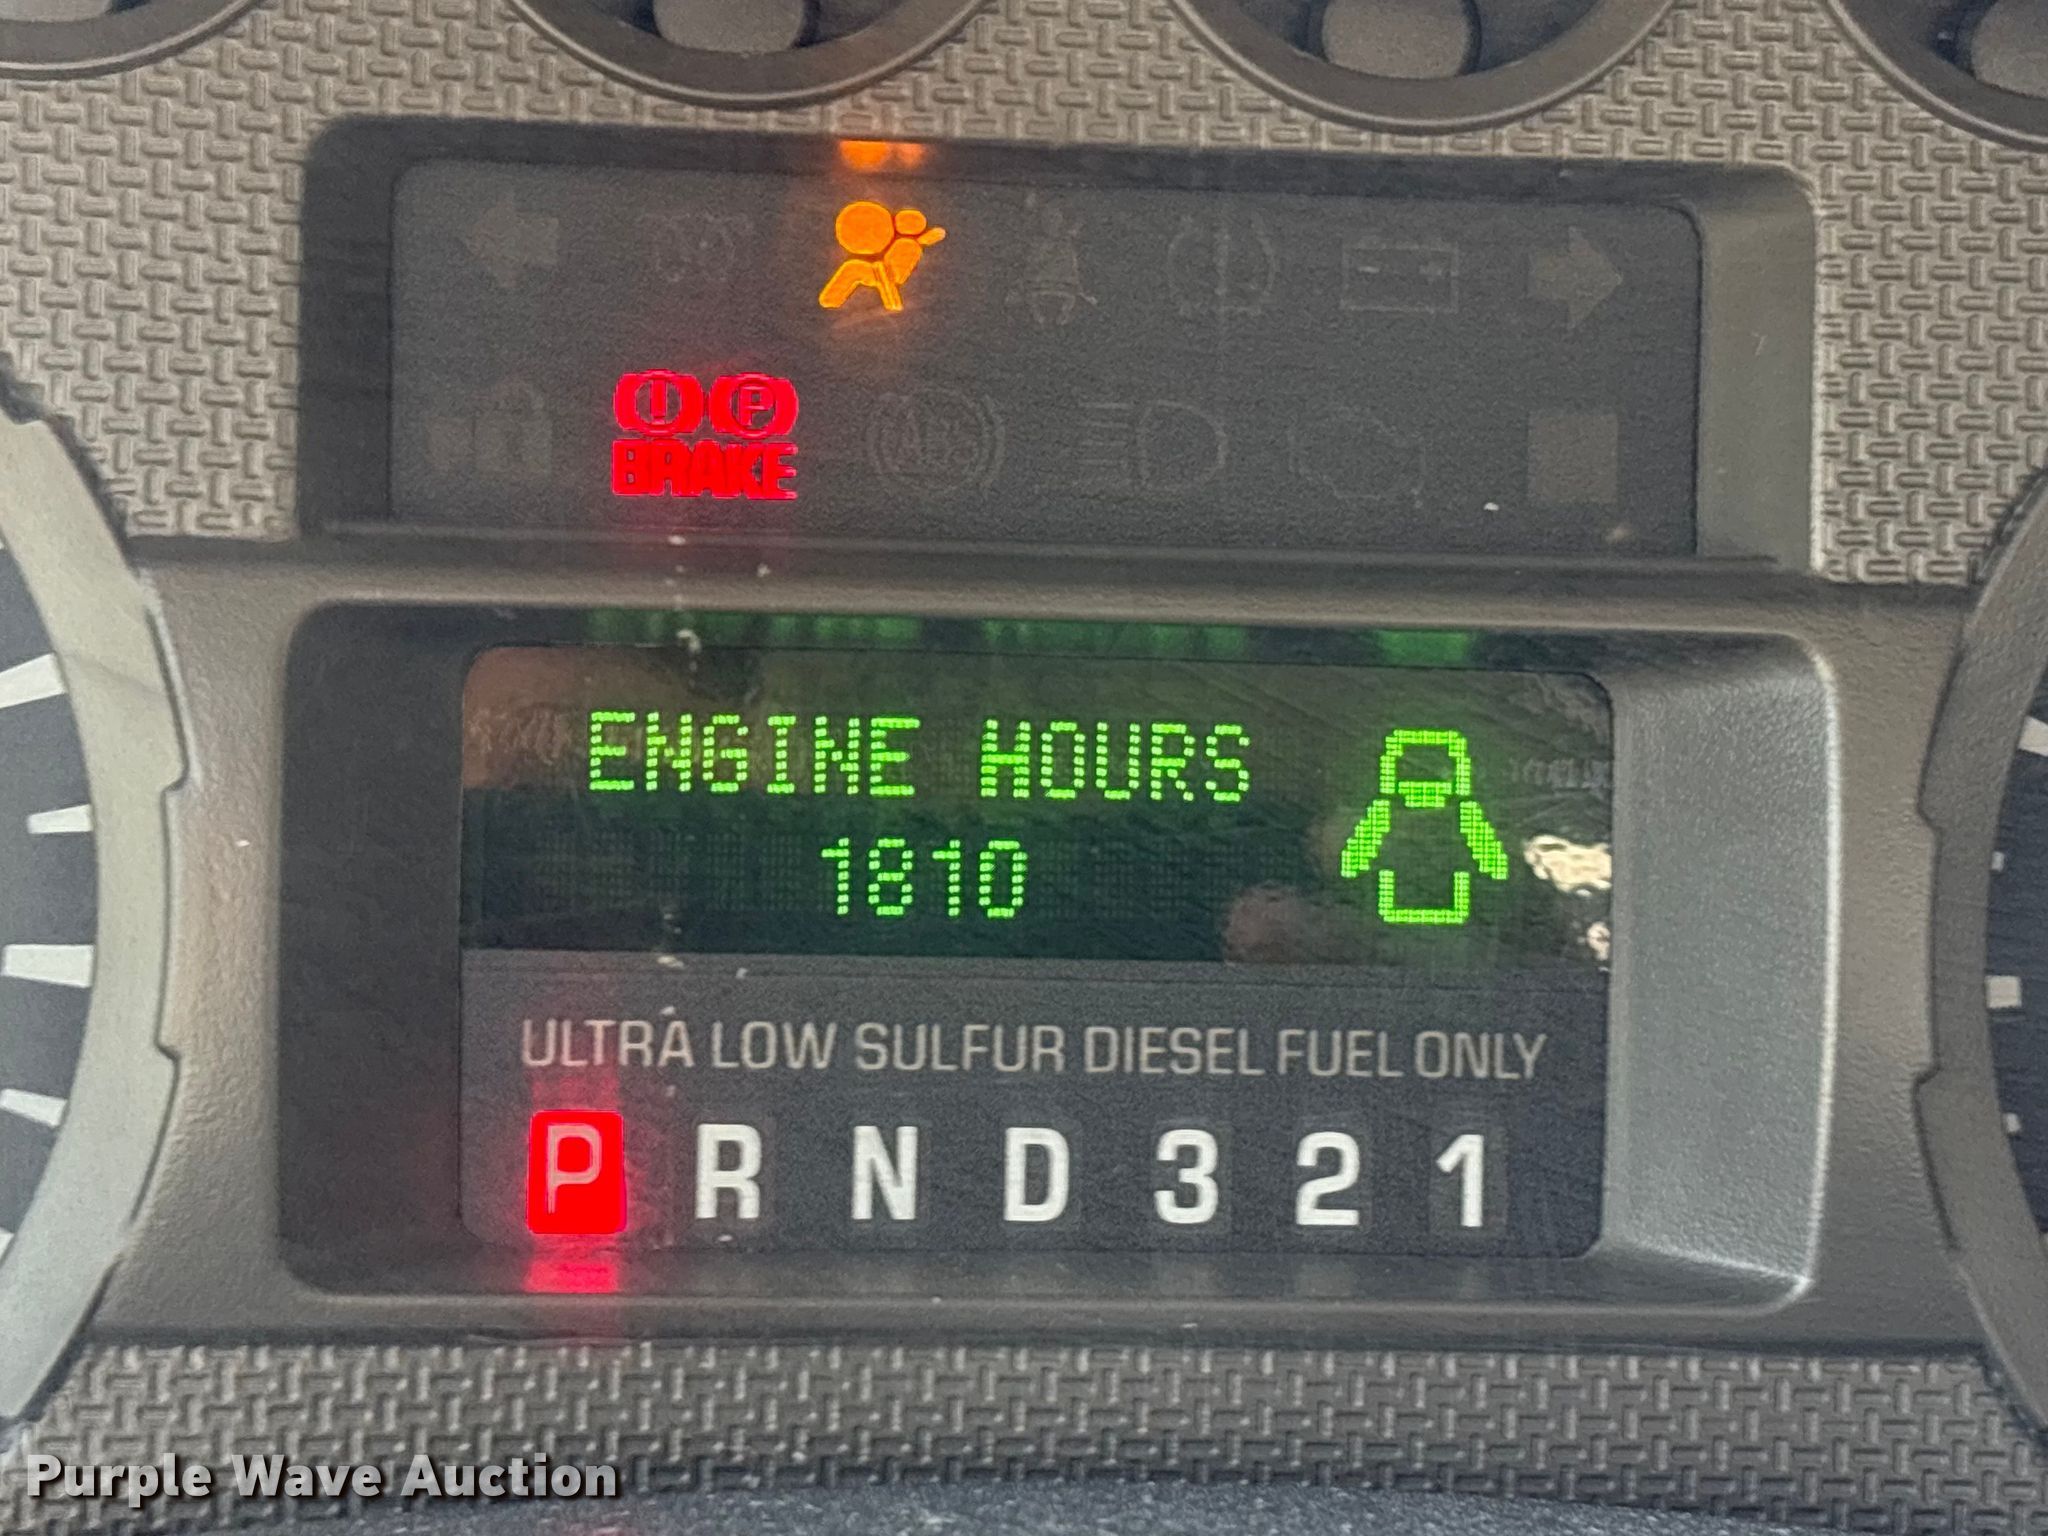 BRAKE
ENGINE HOURS
1810
ULTRA LOW SULFUR DIESEL FUEL ONLY
P R N D 3 2 1
Purple Wave Auction